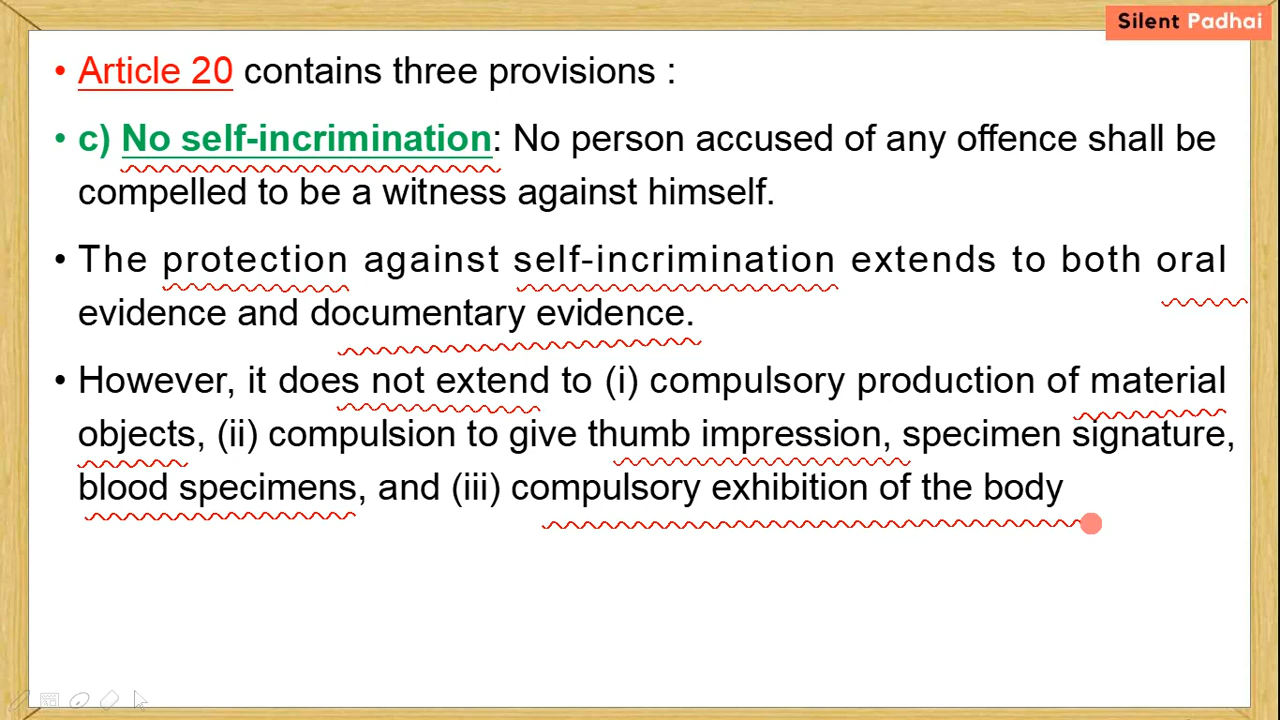 Silent Padhai
• Article 20 contains three provisions :
• c) No self-incrimination: No person accused of any offence shall be
compelled to be a witness against himself.
• The protection against self-incrimination extends to both oral
evidence and documentary evidence.
• However, it does not extend to (i) compulsory production of material
objects, (ii) compulsion to give thumb impression, specimen signature,
blood specimens, and (iii) compulsory exhibition of the body